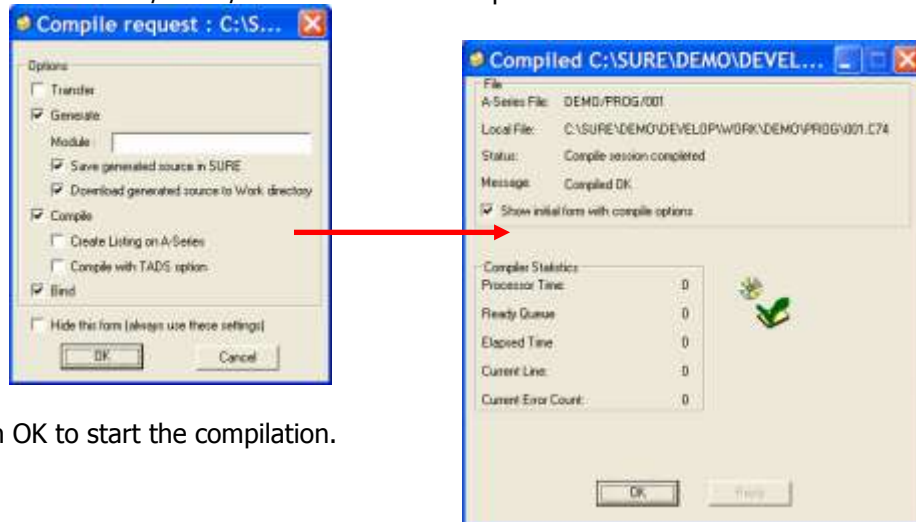 Compile request : C:\S...
Options
Transfer
Generate
Module
Save generated source in SURE
Download generated source to Work directory
Compile
Create Listing on A-Series
Compile with TADS option
Bind
Hide this form (always use these settings)
OK Cancel
Compiled C:\SURE\DEMO\DEVEL...
File
A-Series File: DEMO/PROG/001
Local File: C:\SURE\DEMO\DEVELOP\WORK\DEMO\PROG\001.C74
Status: Compile session completed
Message: Compiled OK
Show initial form with compile options
Compiler Statistics
Processor Time: 0
Ready Queue 0
Elapsed Time 0
Current Line: 0
Current Error Count: 0
OK
OK to start the compilation.